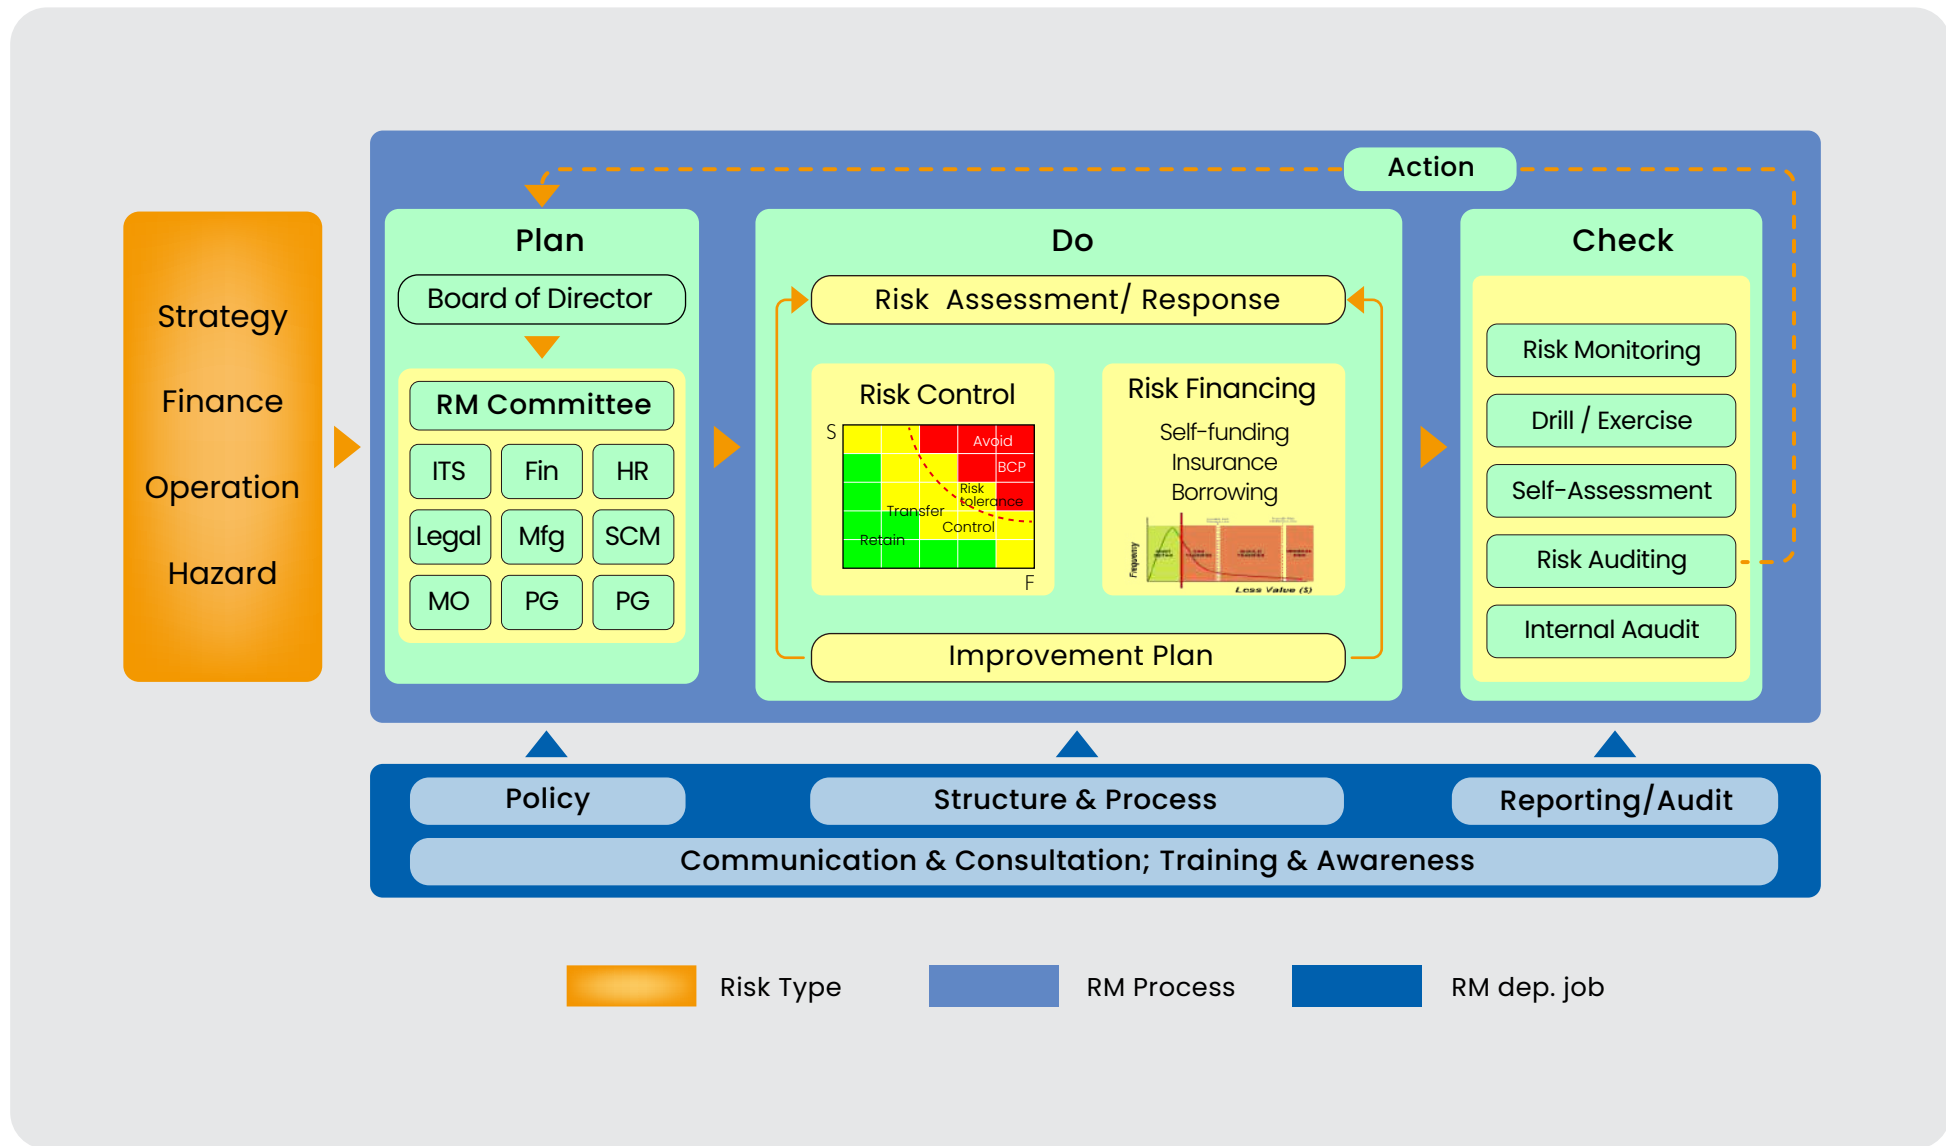 Action
Strategy
Finance
Operation
Hazard
Plan
Board of Director
RM Committee
ITS
Fin
HR
Legal
Mfg
SCM
MO
PG
PG
Do
Risk Assessment/ Response
Risk Control
S
Avoid
BCP
Risk
tolerance
Transfer
Control
Retain
F
Risk Financing
Self-funding
Insurance
Borrowing
Frequency
Loss Value ($)
Improvement Plan
Check
Risk Monitoring
Drill / Exercise
Self-Assessment
Risk Auditing
Internal Aaudit
Policy
Structure & Process
Reporting/Audit
Communication & Consultation; Training & Awareness
Risk Type
RM Process
RM dep. job